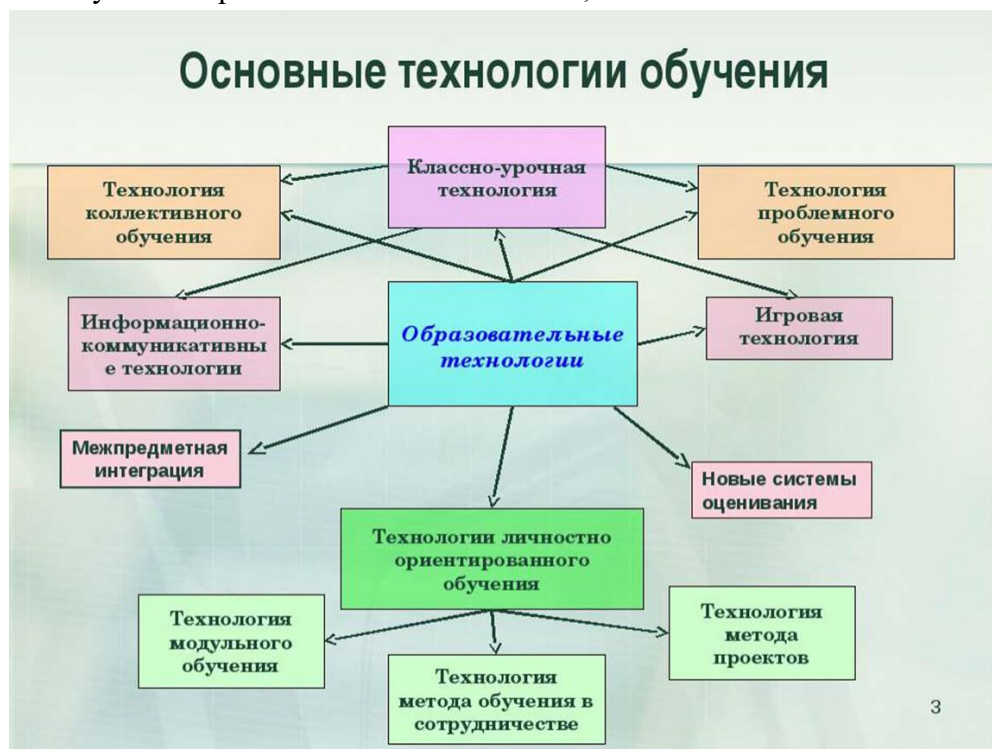 Основные технологии обучения
Классно-урочная
технология
Технология
коллективного
обучения
Технология
проблемного
обучения
Информационно-
коммуникативны
е технологии
Образовательные
технологии
Игровая
технология
Межпредметная
интеграция
Новые системы
оценивания
Технологии личностно
ориентированного
обучения
Технология
модульного
обучения
Технология
метода обучения в
сотрудничестве
Технология
метода
проектов
3